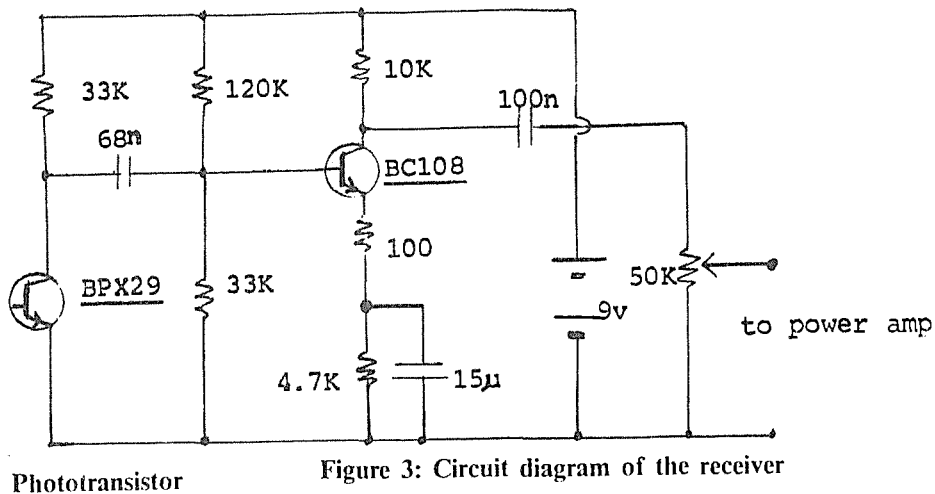 33K
120K
10K
100n
68n
BC108
100
BPX29
33K
50K
9v
to power amp
4.7K
15µ
Phototransistor
Figure 3: Circuit diagram of the receiver